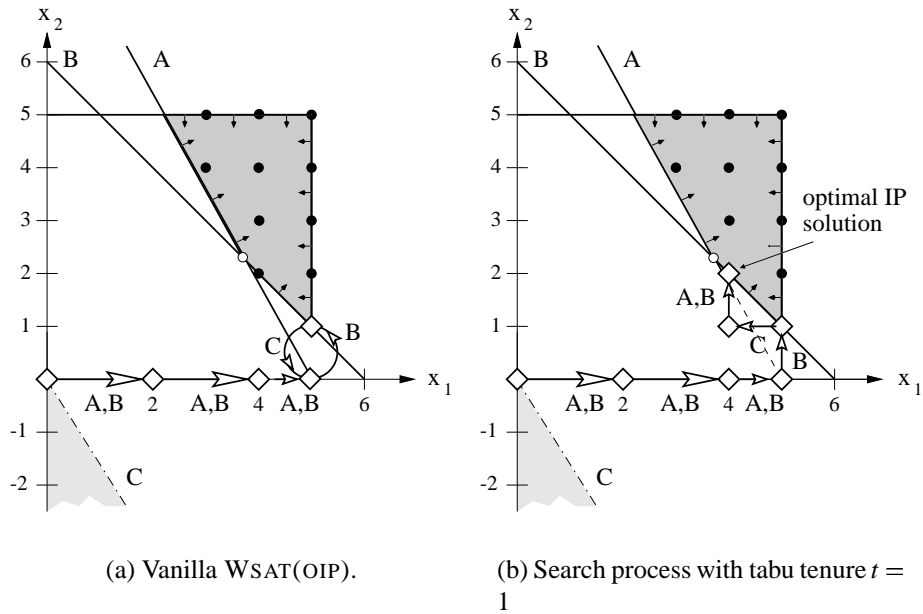 x2
6
B
A
5
4
3
2
1
C
B
A,B
2
A,B
4
A,B
6
x1
-1
-2
C
x2
6
B
A
5
4
3
2
1
optimal IP
solution
A,B
C
B
A,B
2
A,B
4
A,B
6
x1
-1
-2
C
(a) Vanilla WSAT(OIP).
(b) Search process with tabu tenure t =
1